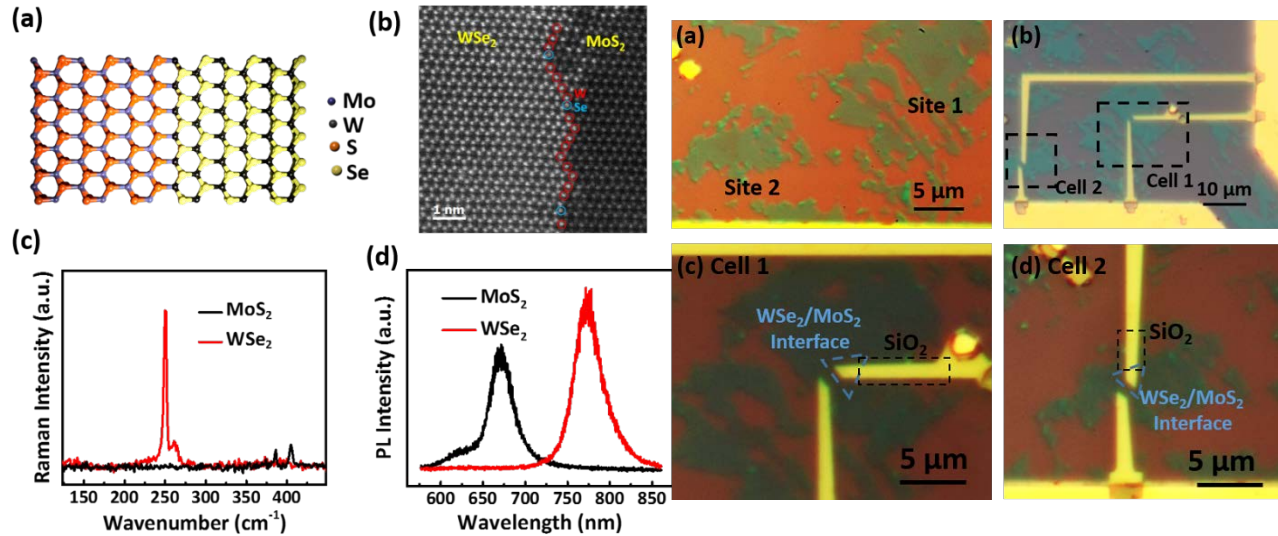 (a)
Mo
W
S
Se
(b)
WSe₂
MoS₂
W
Se
1 nm
(c)
Raman Intensity (a.u.)
MoS₂
WSe₂
150 200 250 300 350 400
Wavenumber (cm⁻¹)
(d)
PL Intensity (a.u.)
MoS₂
WSe₂
600 650 700 750 800 850
Wavelength (nm)
(a)
Site 1
Site 2
5 μm
(b)
Cell 2
Cell 1
10 μm
(c) Cell 1
WSe₂/MoS₂
Interface
SiO₂
5 μm
(d) Cell 2
SiO₂
WSe₂/MoS₂
Interface
5 μm